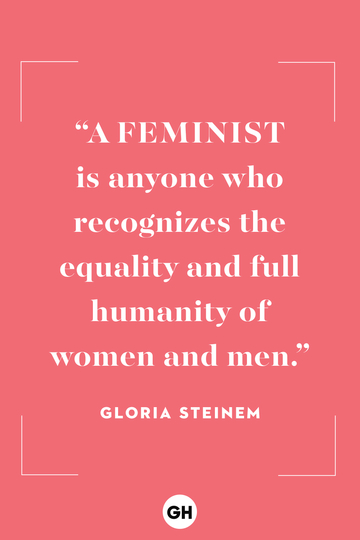 “A FEMINIST
is anyone who
recognizes the
equality and full
humanity of
women and men.”
GLORIA STEINEM
GH